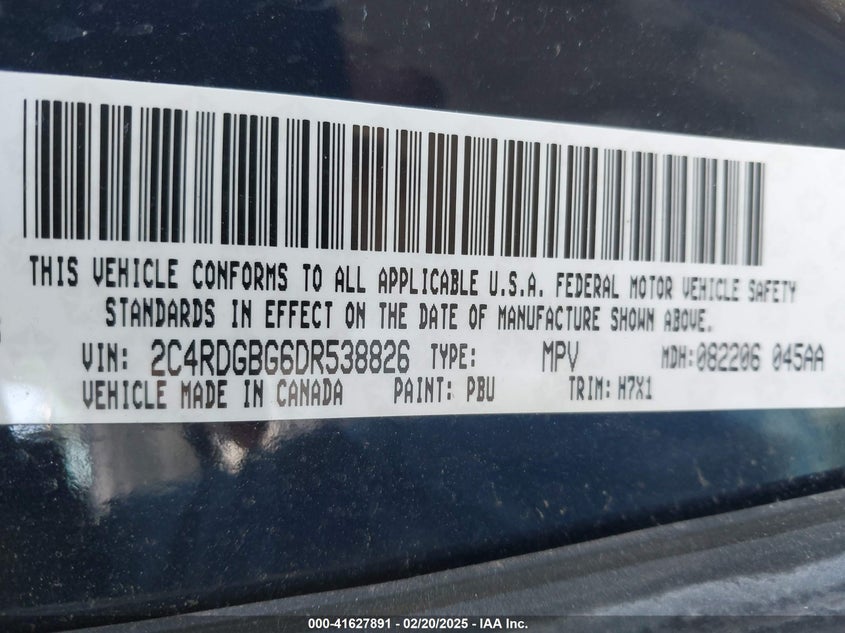 THIS VEHICLE CONFORMS TO ALL APPLICABLE U.S.A. FEDERAL MOTOR VEHICLE SAFETY
STANDARDS IN EFFECT ON THE DATE OF MANUFACTURE SHOWN ABOVE.
VIN: 2C4RDGBG6DR538826 TYPE: MPV MDH:082206 045AA
VEHICLE MADE IN CANADA PAINT: PBU TRIM: H7X1
000-41627891 / 02/20/2025 - IAA Inc.